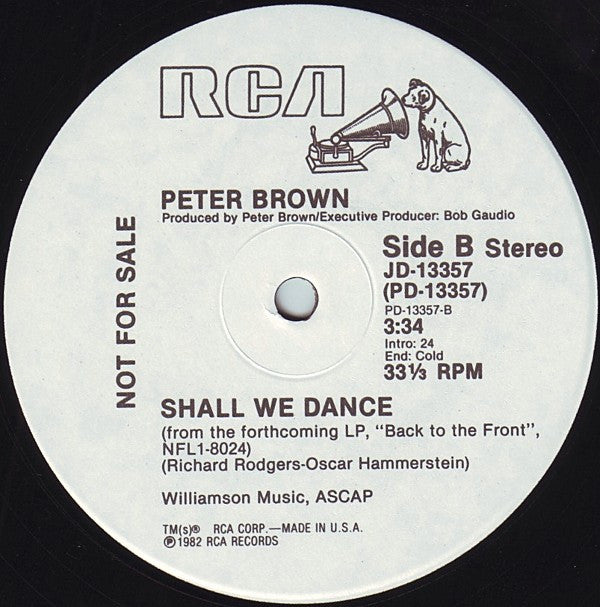 RCA
PETER BROWN
Produced by Peter Brown/Executive Producer: Bob Gaudio
NOT FOR SALE
Side B Stereo
JD-13357
(PD-13357)
PD-13357-B
3:34
Intro: 24
End: Cold
33⅓ RPM
SHALL WE DANCE
(from the forthcoming LP, "Back to the Front",
NFL1-8024)
(Richard Rodgers-Oscar Hammerstein)
Williamson Music, ASCAP
TM(s)® RCA CORP.—MADE IN U.S.A.
℗1982 RCA RECORDS